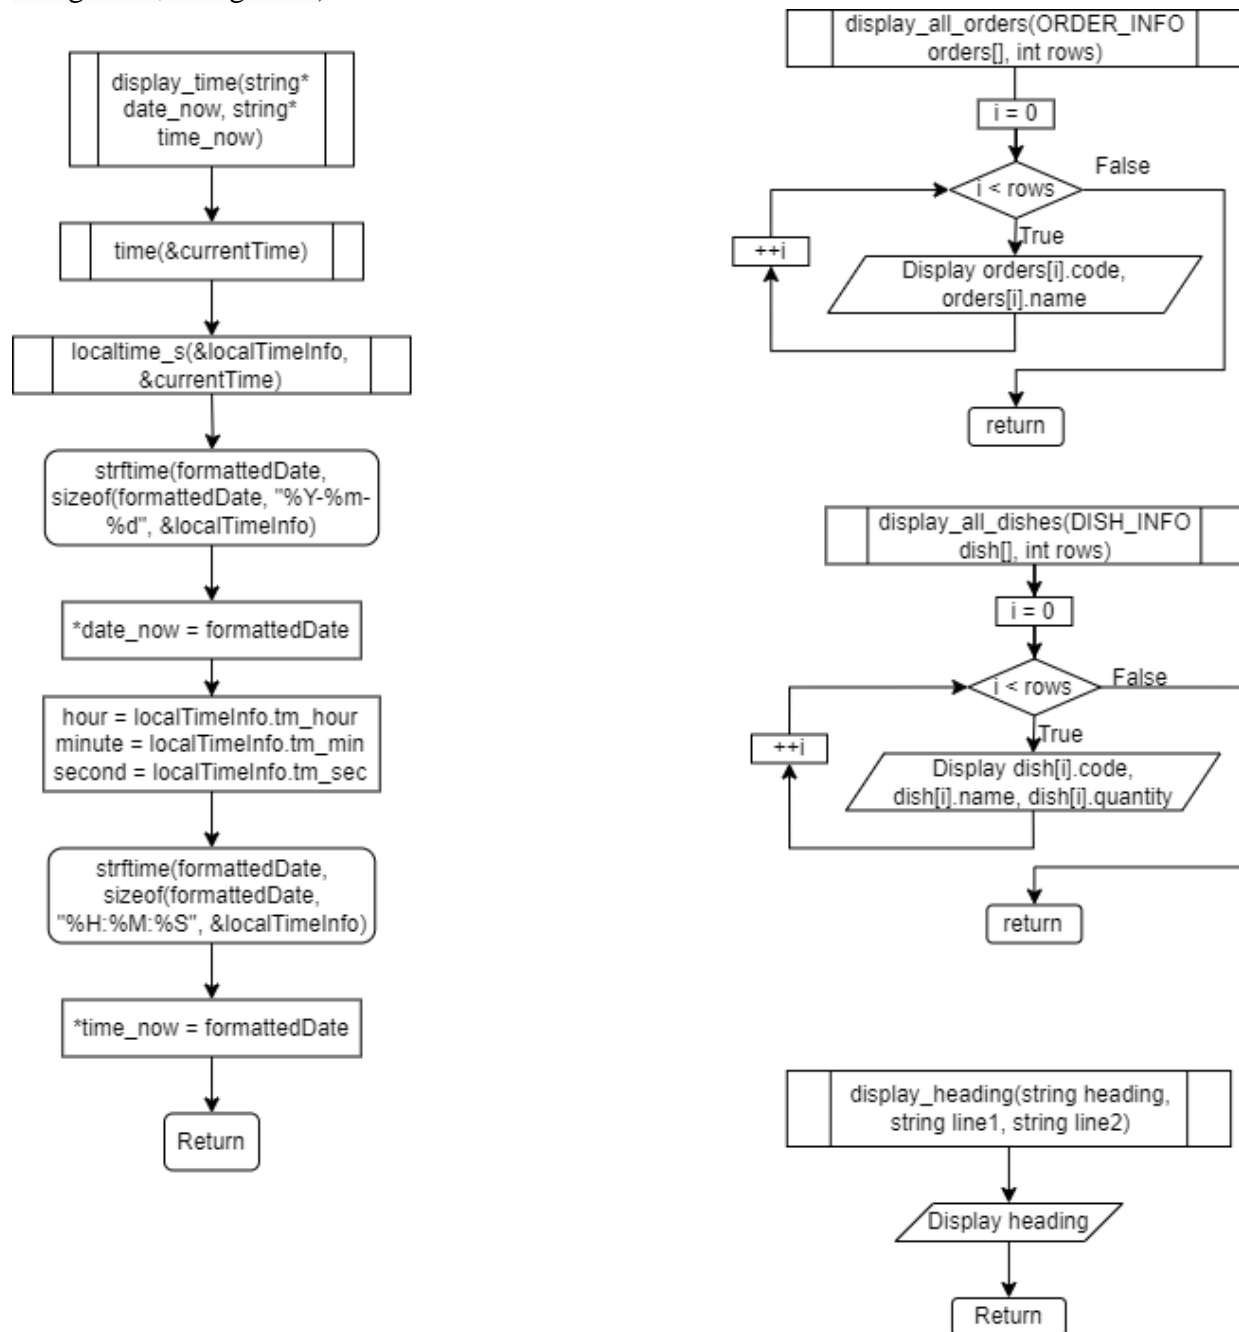 display_time(string*
date_now, string*
time_now)
time(&currentTime)
localtime_s(&localTimeInfo,
&currentTime)
strftime(formattedDate,
sizeof(formattedDate, "%Y-%m-
%d", &localTimeInfo)
*date_now = formattedDate
hour = localTimeInfo.tm_hour
minute = localTimeInfo.tm_min
second = localTimeInfo.tm_sec
strftime(formattedDate,
sizeof(formattedDate,
"%H:%M:%S", &localTimeInfo)
*time_now = formattedDate
Return
display_all_orders(ORDER_INFO
orders[], int rows)
i = 0
i < rows
False
True
++i
Display orders[i].code,
orders[i].name
return
display_all_dishes(DISH_INFO
dish[], int rows)
i = 0
i < rows
False
True
++i
Display dish[i].code,
dish[i].name, dish[i].quantity
return
display_heading(string heading,
string line1, string line2)
Display heading
Return